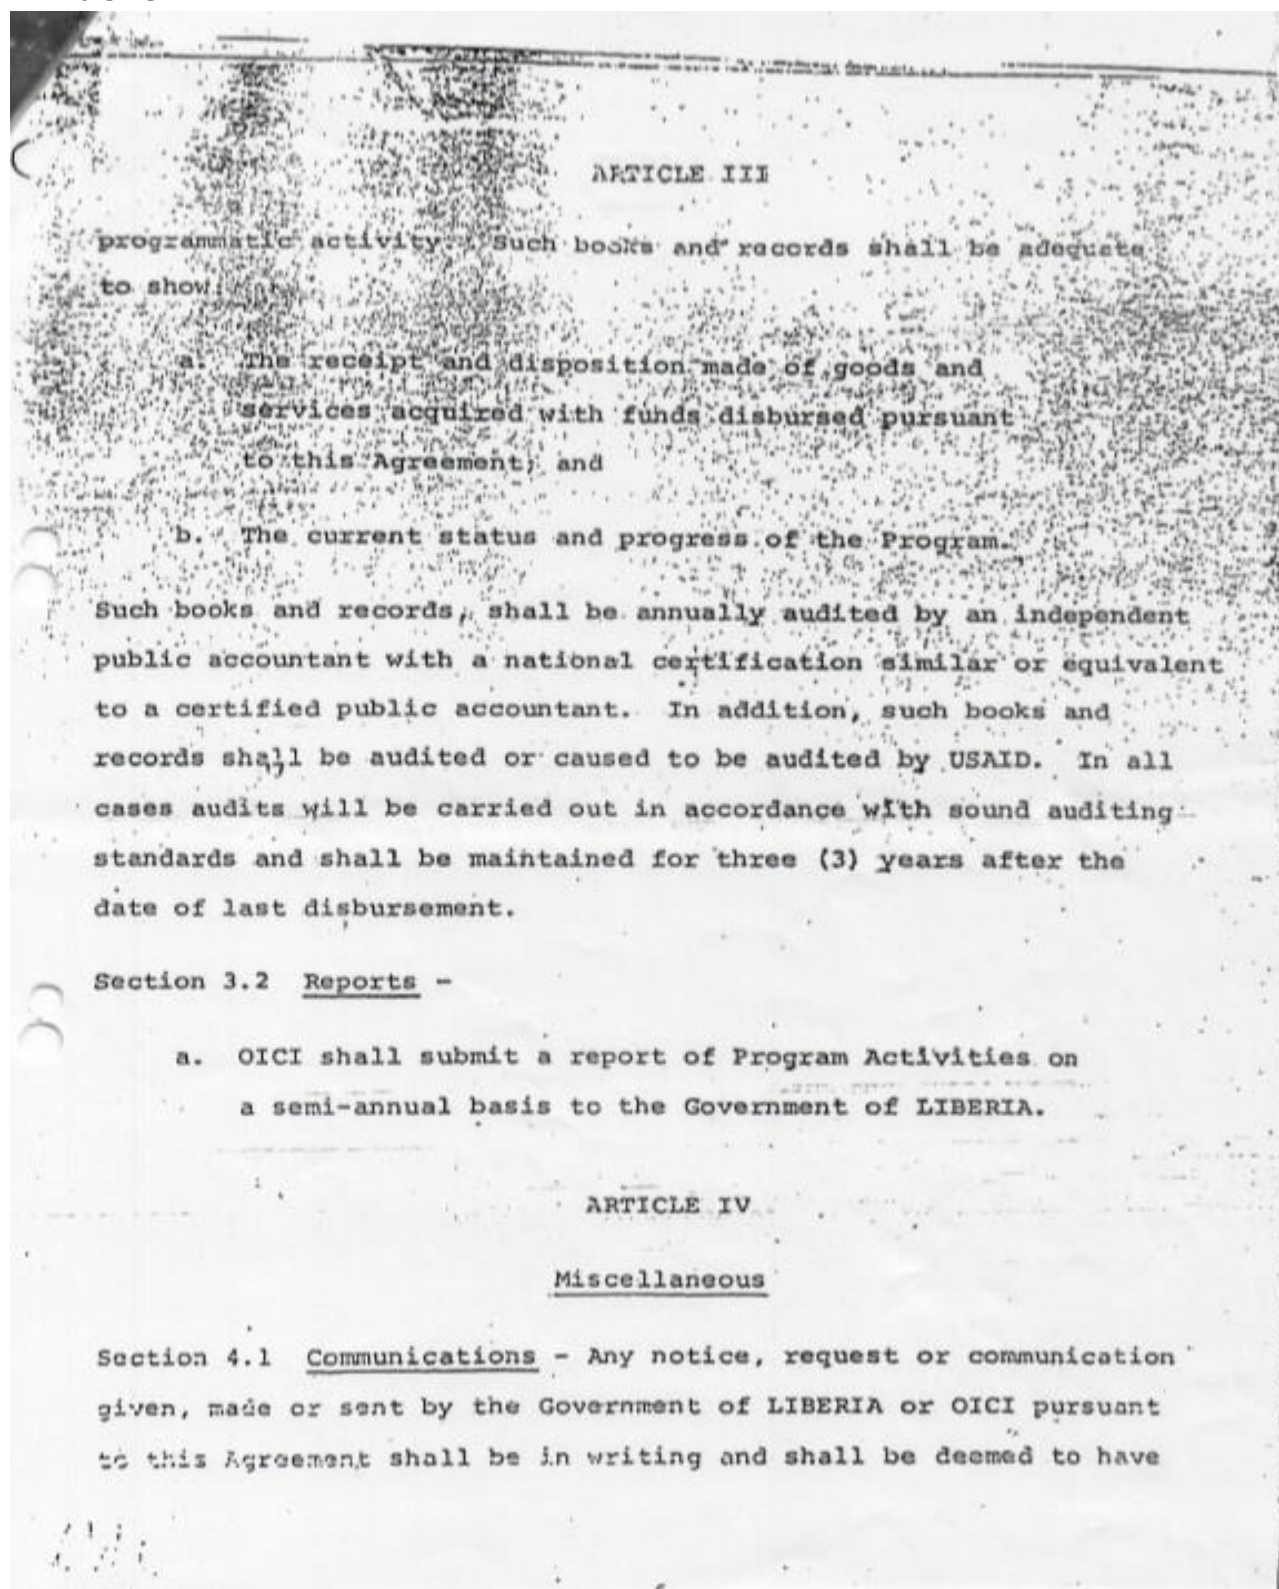 ARTICLE III
programmatic activity. Such books and records shall be adequate
to show:
a. The receipt and disposition made of goods and
services acquired with funds disbursed pursuant
to this Agreement; and
b. The current status and progress of the Program.
Such books and records, shall be annually audited by an independent
public accountant with a national certification similar or equivalent
to a certified public accountant. In addition, such books and
records shall be audited or caused to be audited by USAID. In all
cases audits will be carried out in accordance with sound auditing
standards and shall be maintained for three (3) years after the
date of last disbursement.
Section 3.2 Reports -
a. OICI shall submit a report of Program Activities on
a semi-annual basis to the Government of LIBERIA.
ARTICLE IV
Miscellaneous
Section 4.1 Communications - Any notice, request or communication
given, made or sent by the Government of LIBERIA or OICI pursuant
to this Agreement shall be in writing and shall be deemed to have